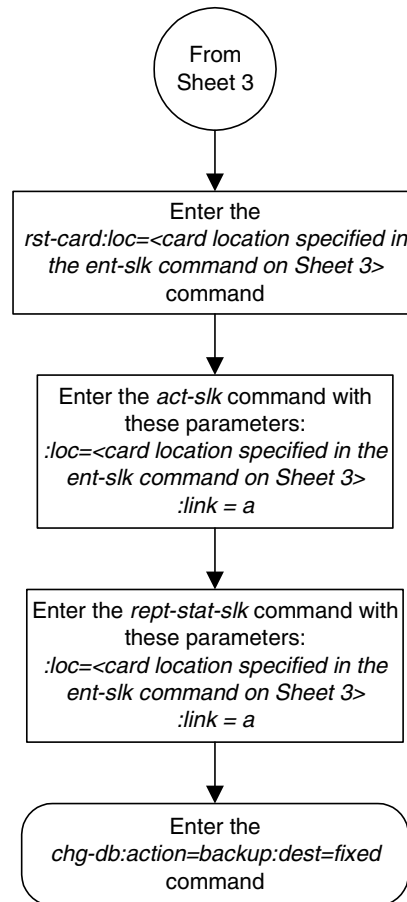 From
Sheet 3
Enter the
rst-card:loc=<card location specified in
the ent-slk command on Sheet 3>
command
Enter the act-slk command with
these parameters:
:loc=<card location specified in the
ent-slk command on Sheet 3>
:link = a
Enter the rept-stat-slk command with
these parameters:
:loc=<card location specified in the
ent-slk command on Sheet 3>
:link = a
Enter the
chg-db:action=backup:dest=fixed
command